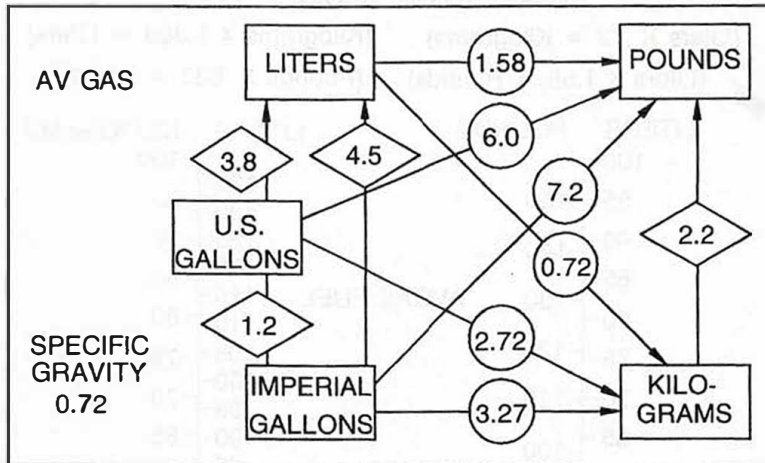 AV GAS
LITERS
1.58
POUNDS
3.8
4.5
6.0
7.2
U.S.
GALLONS
0.72
2.2
1.2
2.72
SPECIFIC
GRAVITY
0.72
IMPERIAL
GALLONS
3.27
KILO-
GRAMS